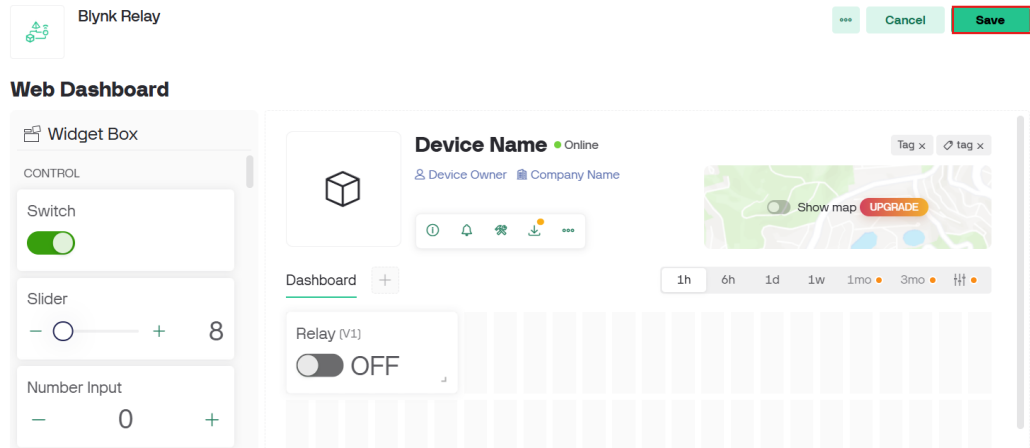 Blynk Relay
Cancel
Save
Web Dashboard
Widget Box
CONTROL
Switch
Slider
8
Number Input
0
Device Name Online
Device Owner Company Name
Tag × tag ×
Show map UPGRADE
Dashboard
1h 6h 1d 1w 1mo 3mo
Relay (V1)
OFF